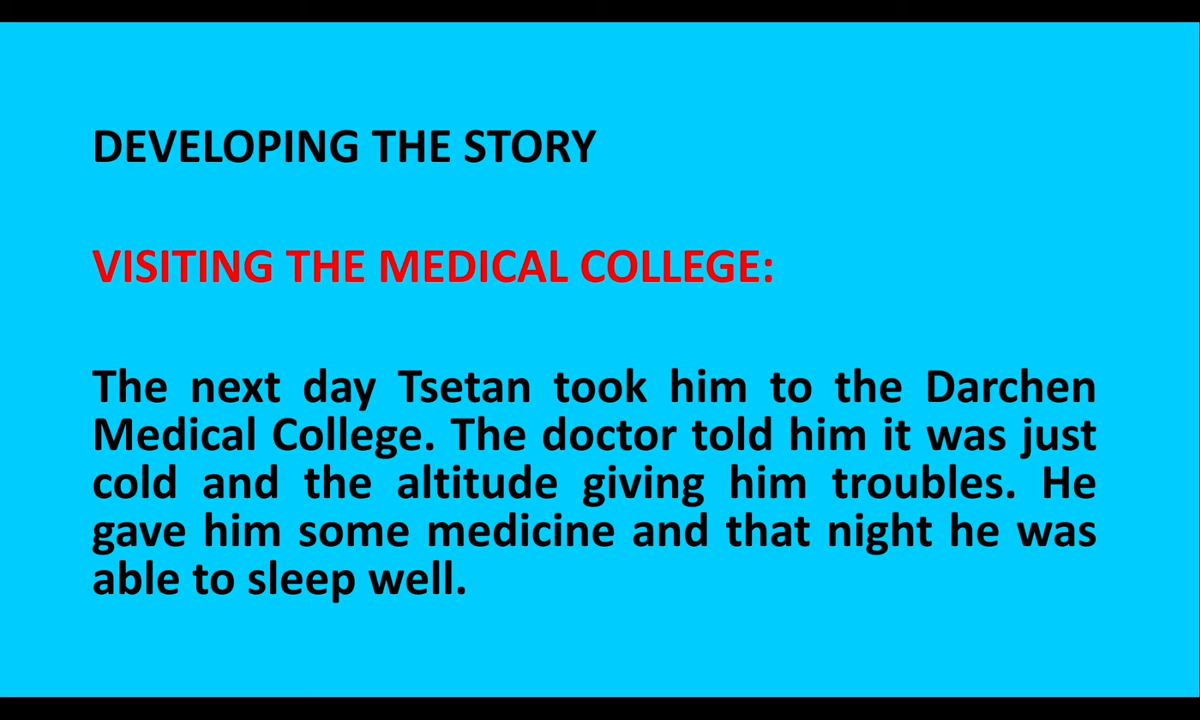 DEVELOPING THE STORY
VISITING THE MEDICAL COLLEGE:
The next day Tsetan took him to the Darchen
Medical College. The doctor told him it was just
cold and the altitude giving him troubles. He
gave him some medicine and that night he was
able to sleep well.